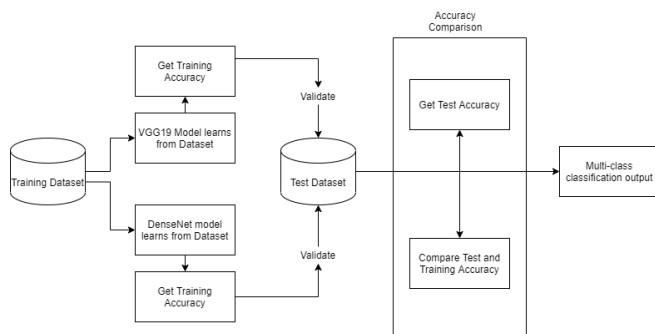 Accuracy
Comparison
Get Training
Accuracy
Validate
Get Test Accuracy
VGG19 Model learns
from Dataset
Training Dataset
Test Dataset
Multi-class
classification output
DenseNet model
learns from Dataset
Validate
Compare Test and
Training Accuracy
Get Training
Accuracy